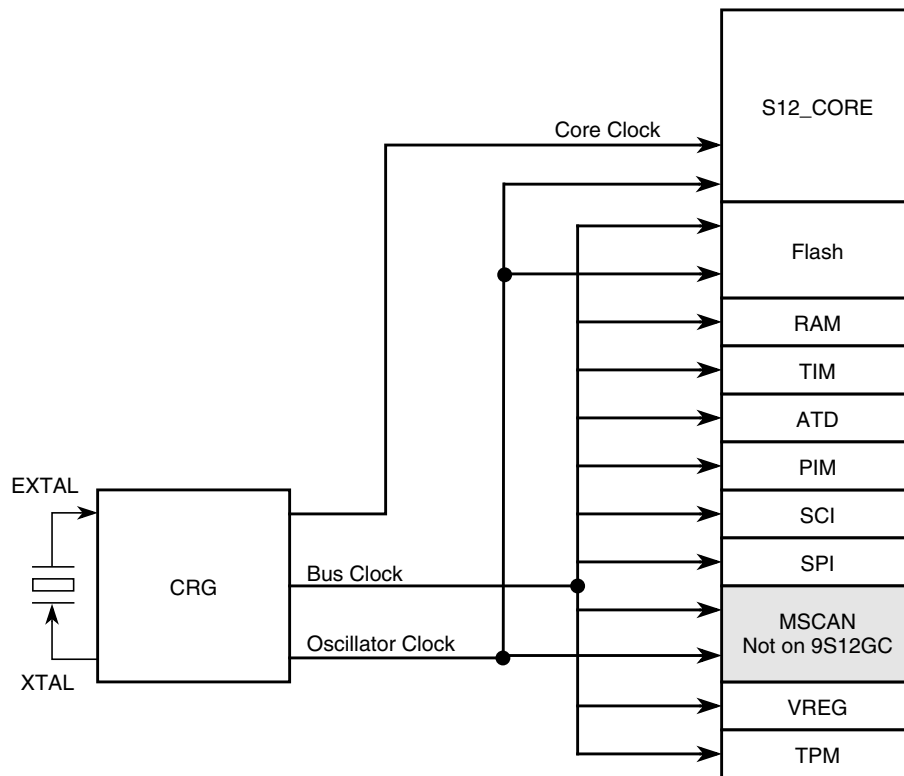 S12_CORE
Core Clock
Flash
RAM
TIM
ATD
PIM
EXTAL
SCI
SPI
CRG
Bus Clock
MSCAN
Not on 9S12GC
Oscillator Clock
XTAL
VREG
TPM